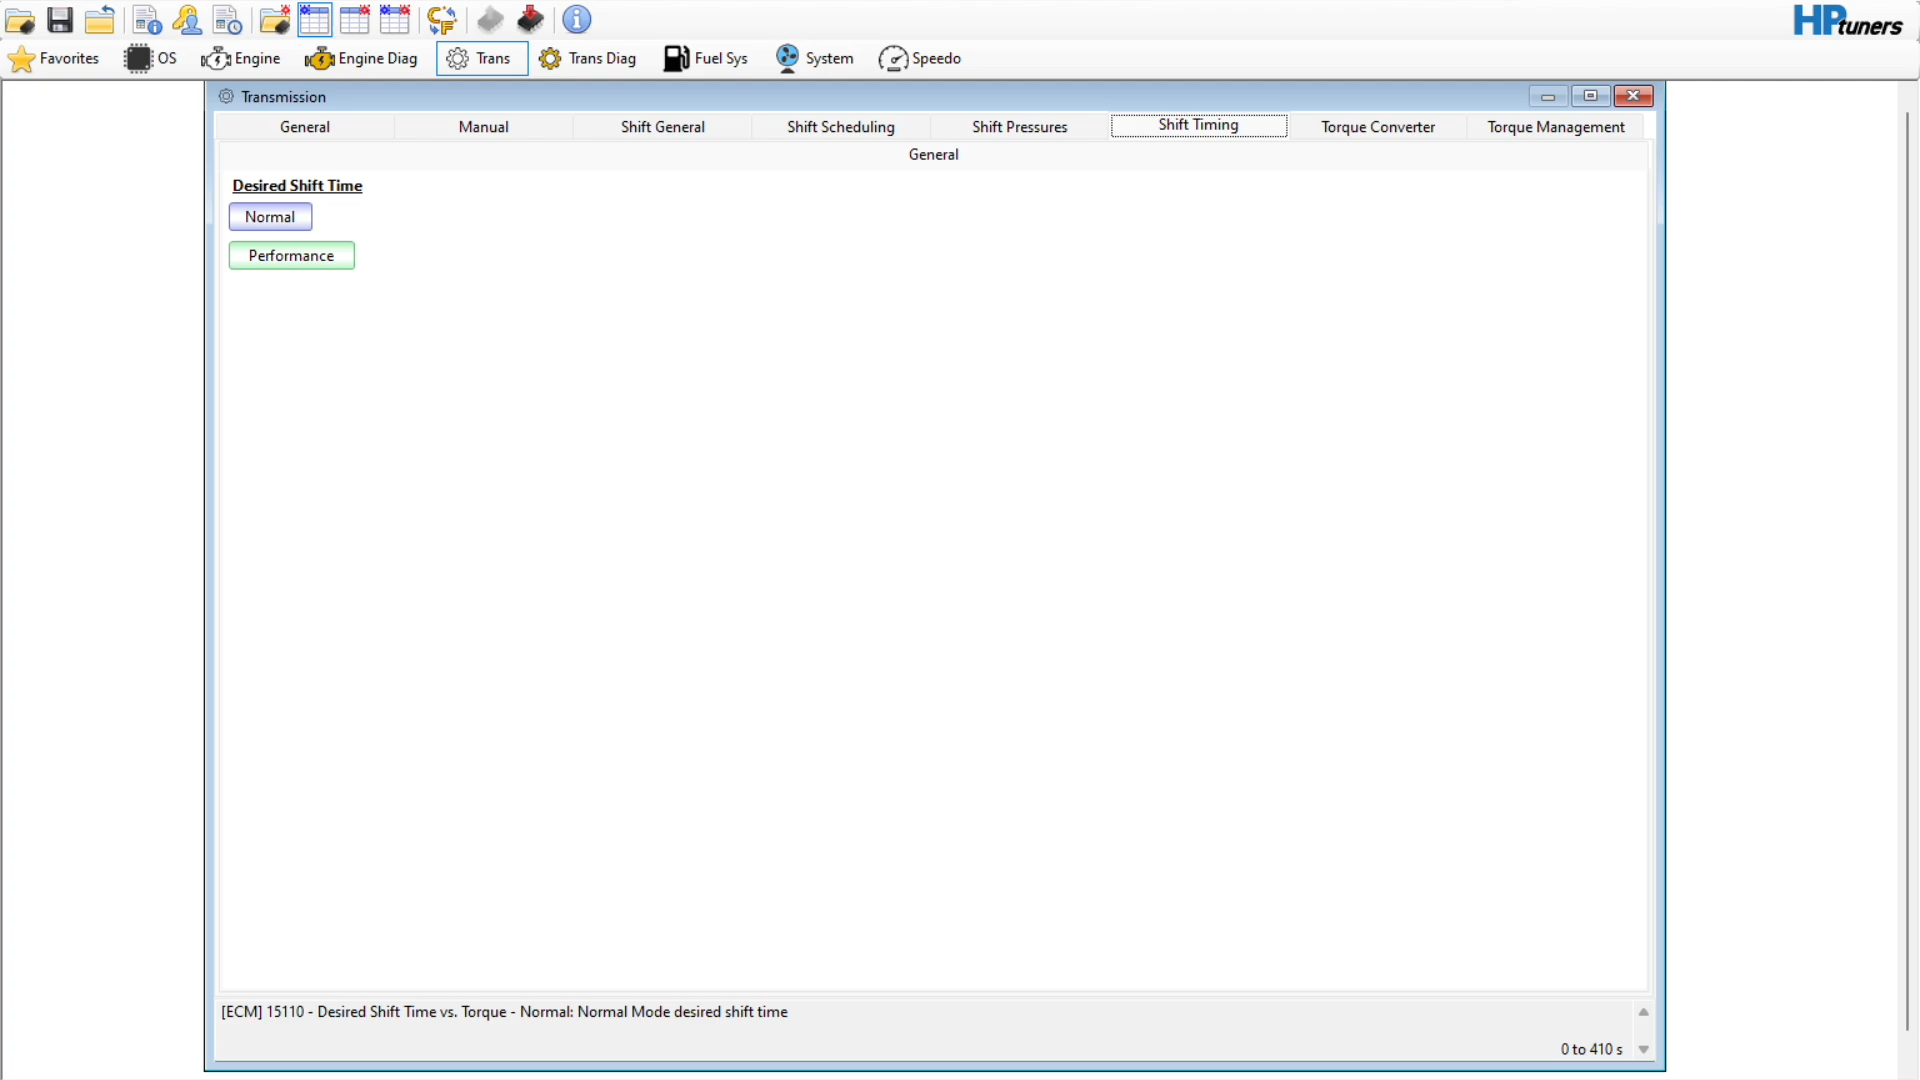 HPtuners
Favorites OS Engine Engine Diag Trans Trans Diag Fuel Sys System Speedo
Transmission
General Manual Shift General Shift Scheduling Shift Pressures Shift Timing Torque Converter Torque Management
General
Desired Shift Time
Normal
Performance
[ECM] 15110 - Desired Shift Time vs. Torque - Normal: Normal Mode desired shift time
0 to 410 s